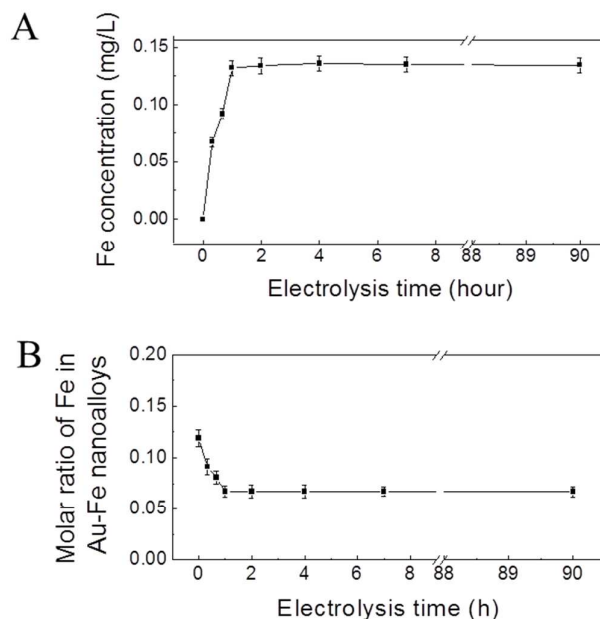 A
Fe concentration (mg/L)
0.15
0.10
0.05
0.00
0 2 4 6 8 88 89 90
Electrolysis time (hour)
B
Molar ratio of Fe in
Au-Fe nanoalloys
0.20
0.15
0.10
0.05
0.00
0 2 4 6 8 88 89 90
Electrolysis time (h)